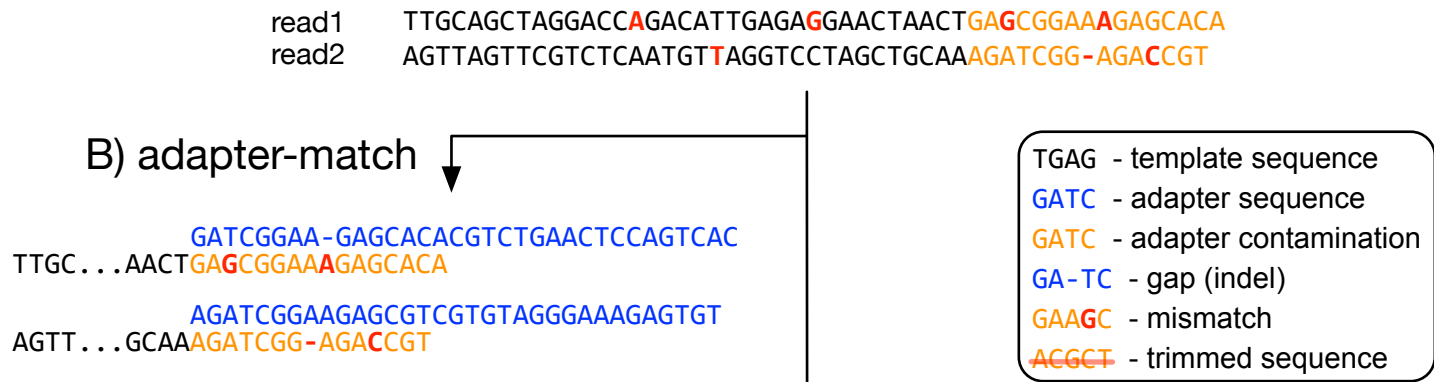 read1 TTGCAGCTAGGACCAGACATTGAGAGGAACTAACTGAGCGGAAAGAGCACA
read2 AGTTAGTTCGTCTCAATGTTAGGTCCTAGCTGCAAAGATCGG-AGACCGT
B) adapter-match
GATCGGAA-GAGCACACGTCTGAACTCCAGTCAC
TTGC...AACTGAGCGGAAAGAGCACA
AGATCGGAAGAGCGTCGTGTAGGGAAAGAGTGT
AGTT...GCAAAGATCGG-AGACCGT
TGAG - template sequence
GATC - adapter sequence
GATC - adapter contamination
GA-TC - gap (indel)
GAAGC - mismatch
ACGCT - trimmed sequence